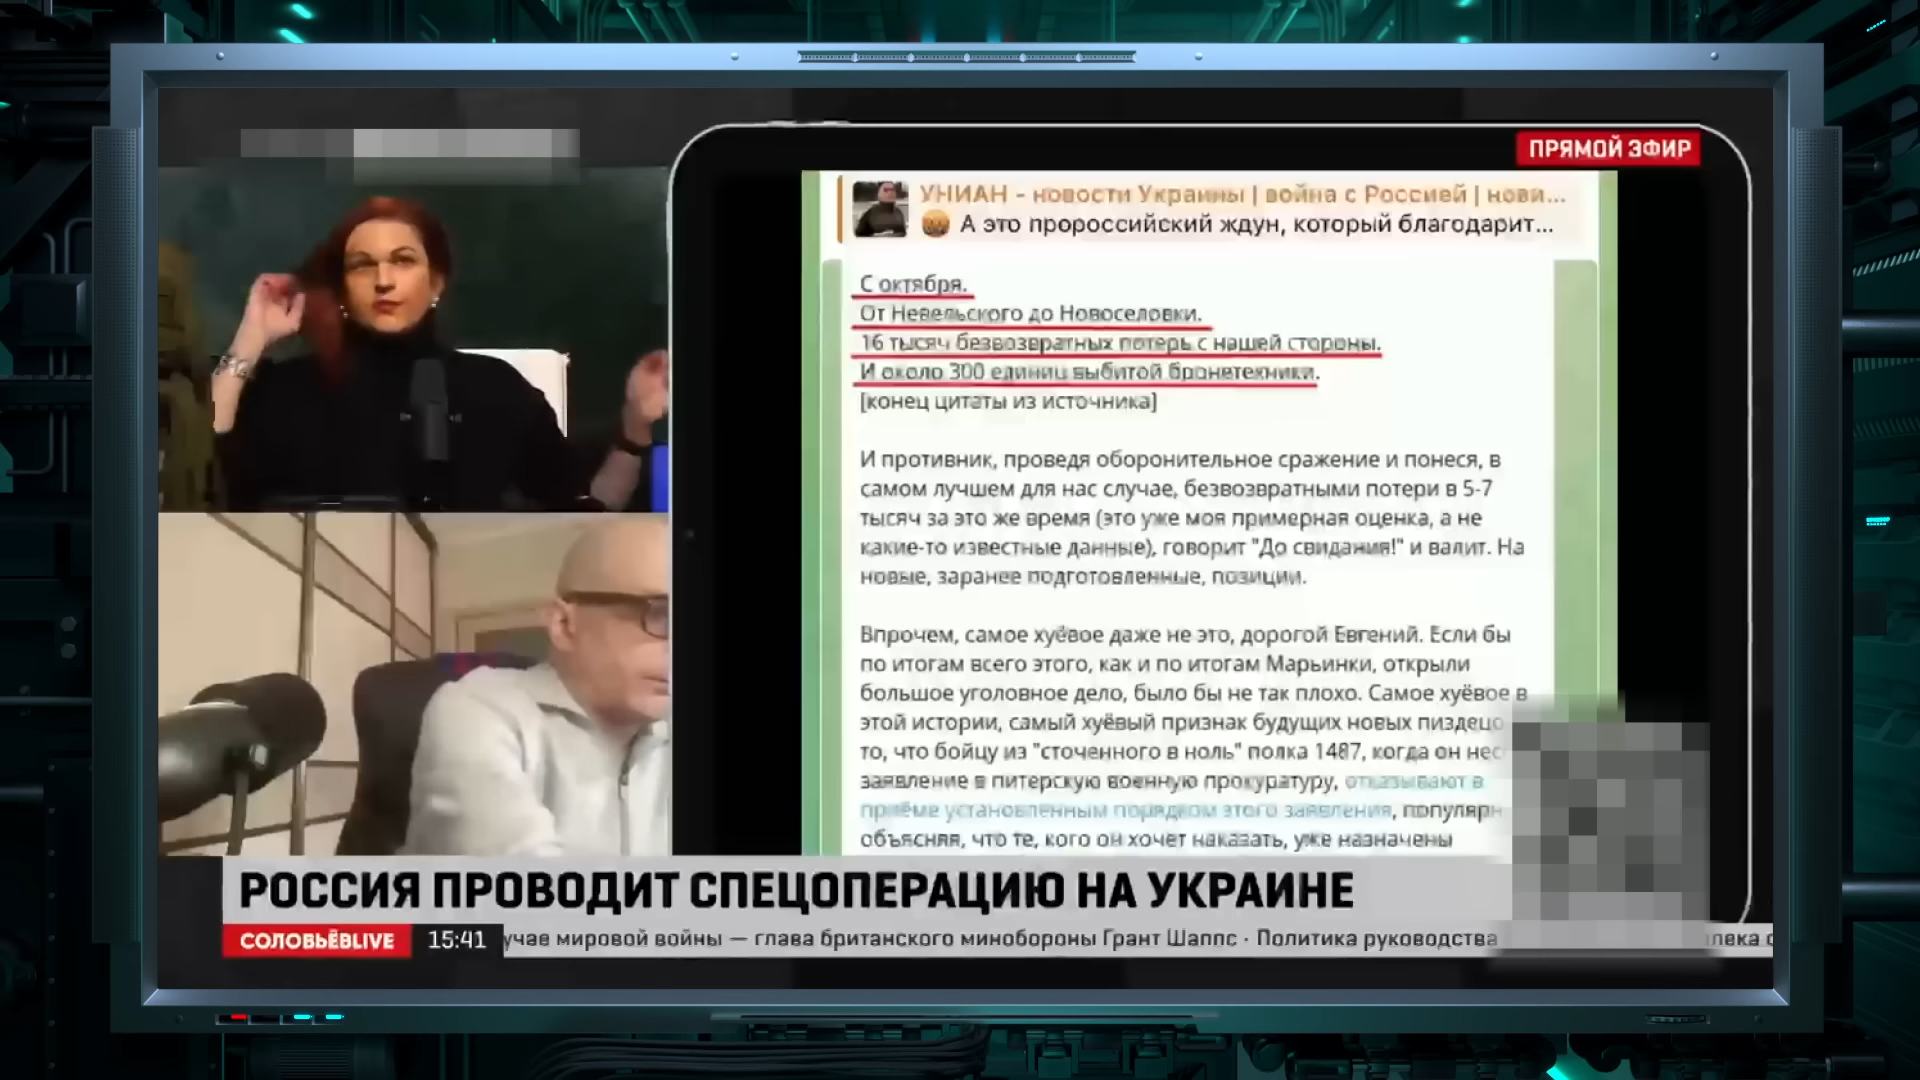 ПРЯМОЙ ЭФИР
УНИАН - новости Украины | война с Россией | нови...
А это пророссийский ждун, который благодарит...
С октября.
От Невельского до Новоселовки.
16 тысяч безвозвратных потерь с нашей стороны.
И около 300 единиц выбитой бронетехники.
[конец цитаты из источника]
И противник, проведя оборонительное сражение и понеся, в
самом лучшем для нас случае, безвозвратными потери в 5-7
тысяч за это же время (это уже моя примерная оценка, а не
какие-то известные данные), говорит "До свидания!" и валит. На
новые, заранее подготовленные, позиции.
Впрочем, самое хуёвое даже не это, дорогой Евгений. Если бы
по итогам всего этого, как и по итогам Марьинки, открыли
большое уголовное дело, было бы не так плохо. Самое хуёвое в
этой истории, самый хуёвый признак будущих новых
то, что бойцу из "сточенного в ноль" полка 1487, когда он
заявление в питерскую военную прокуратуру, отказывают в
приёме установленным порядком этого заявления,
объясняя, что те, кого он хочет наказать, уже назначены
РОССИЯ ПРОВОДИТ СПЕЦОПЕРАЦИЮ НА УКРАИНЕ
СОЛОВЬЁВLIVE 15:41 мировой войны — глава британского минобороны Грант Шаппс · Политика руководства